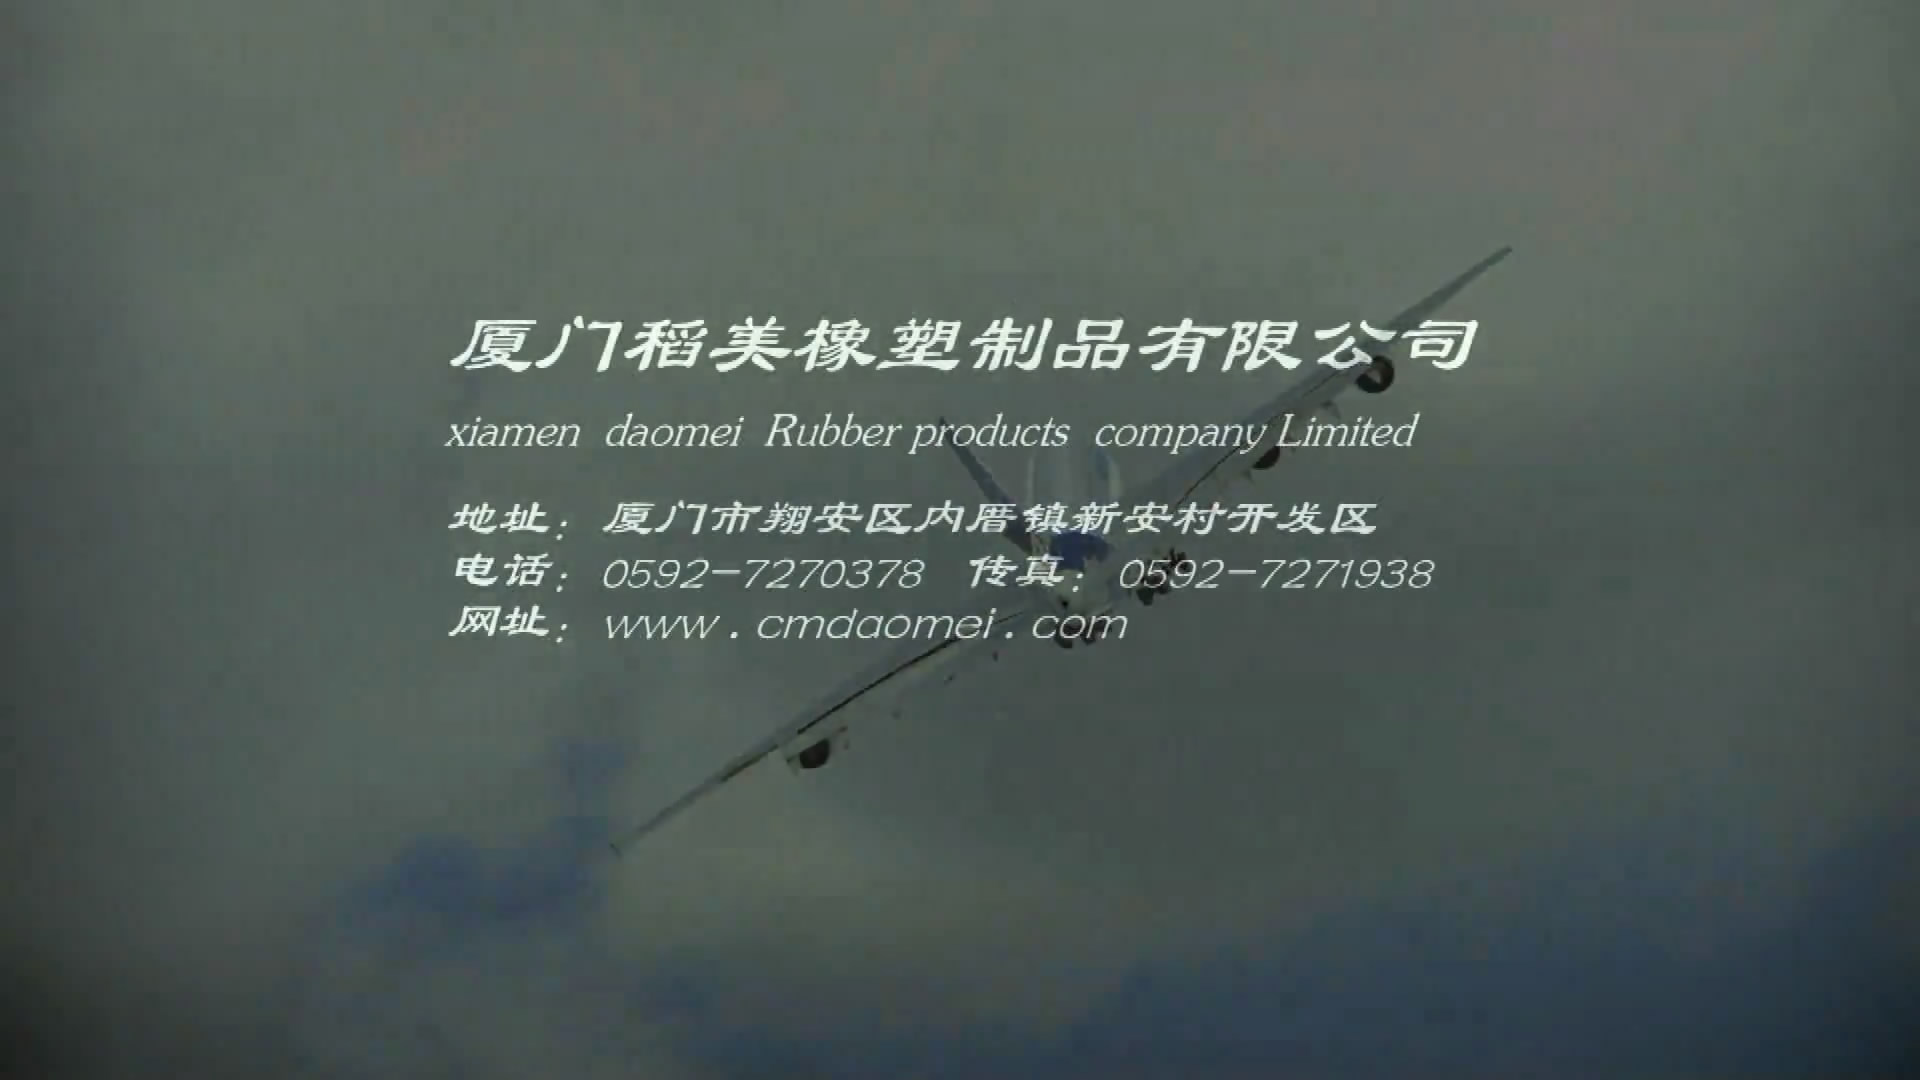 厦门稻美橡塑制品有限公司
xiamen daomei Rubber products company Limited
地址：厦门市翔安区内厝镇新安村开发区
电话：0592-7270378 传真：0592-7271938
网址：www.cmdaomei.com